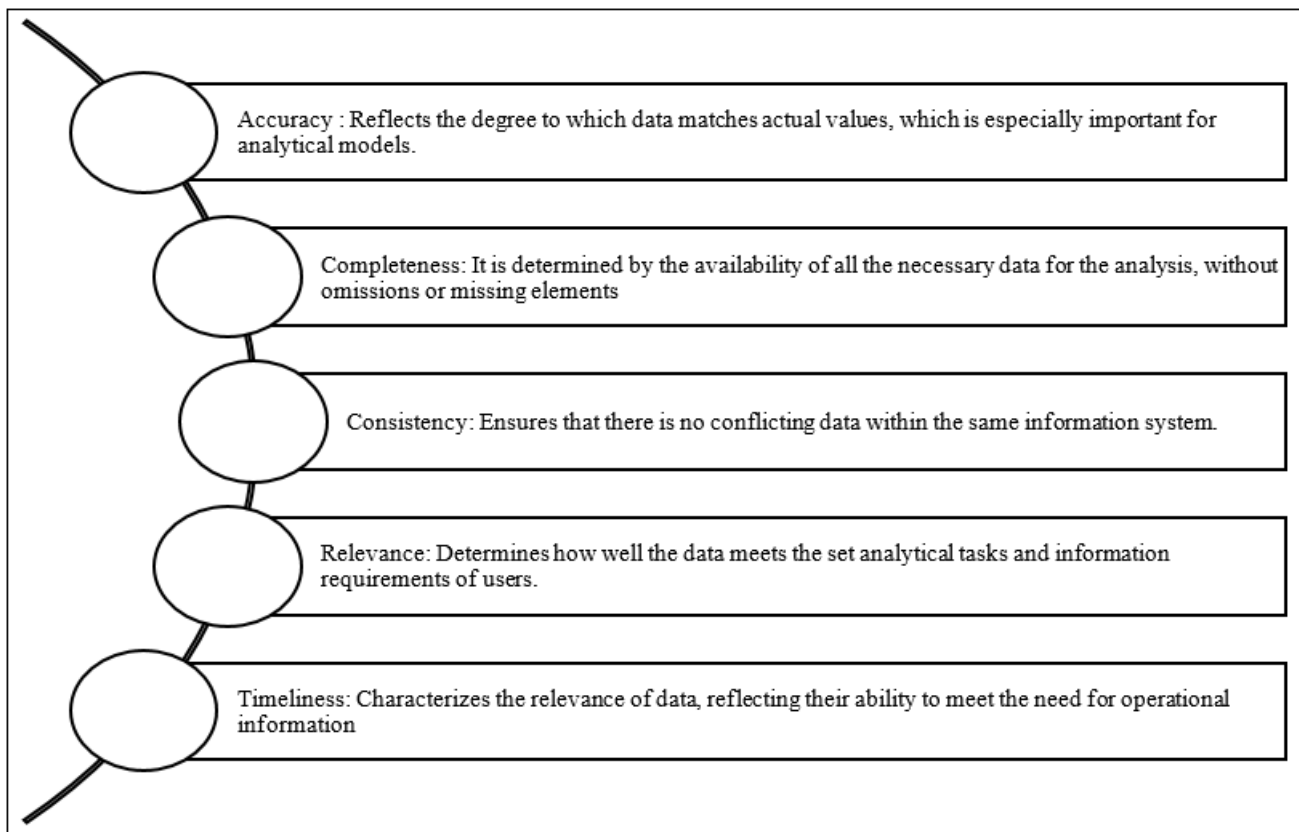 Accuracy : Reflects the degree to which data matches actual values, which is especially important for
analytical models.
Completeness: It is determined by the availability of all the necessary data for the analysis, without
omissions or missing elements
Consistency: Ensures that there is no conflicting data within the same information system.
Relevance: Determines how well the data meets the set analytical tasks and information
requirements of users.
Timeliness: Characterizes the relevance of data, reflecting their ability to meet the need for operational
information